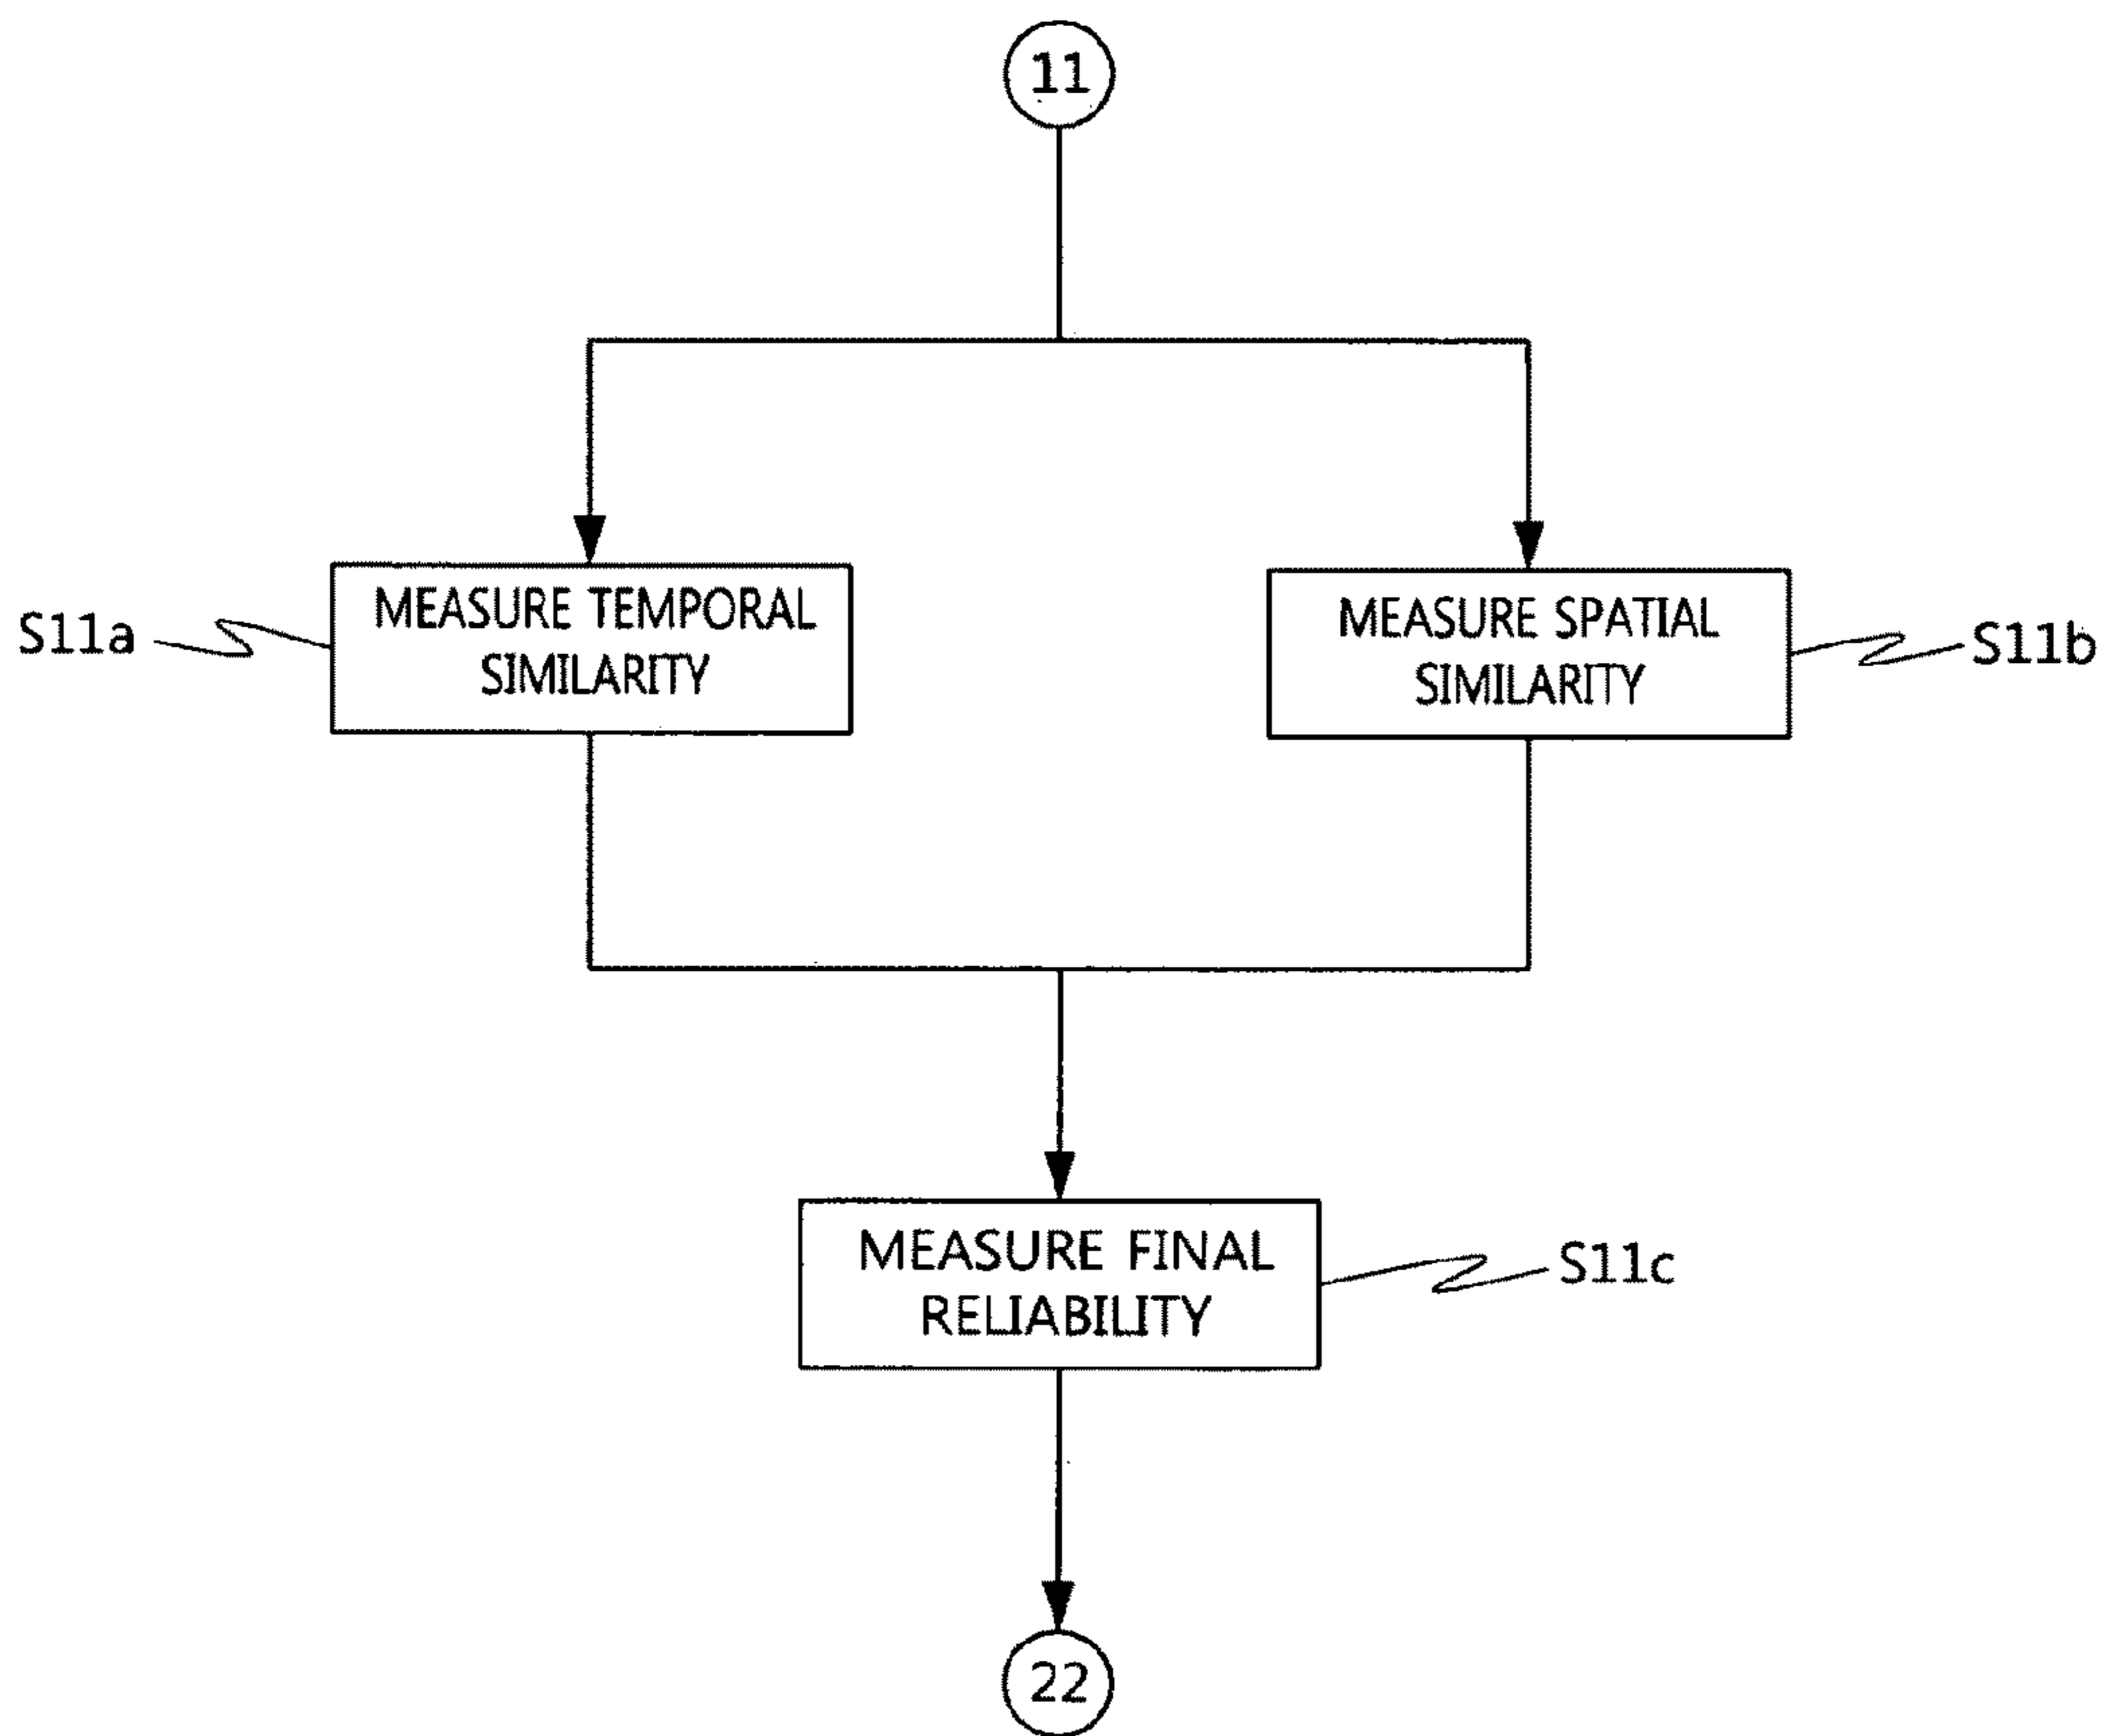 11
S11a
MEASURE TEMPORAL
SIMILARITY
MEASURE SPATIAL
SIMILARITY
S11b
MEASURE FINAL
RELIABILITY
S11c
22